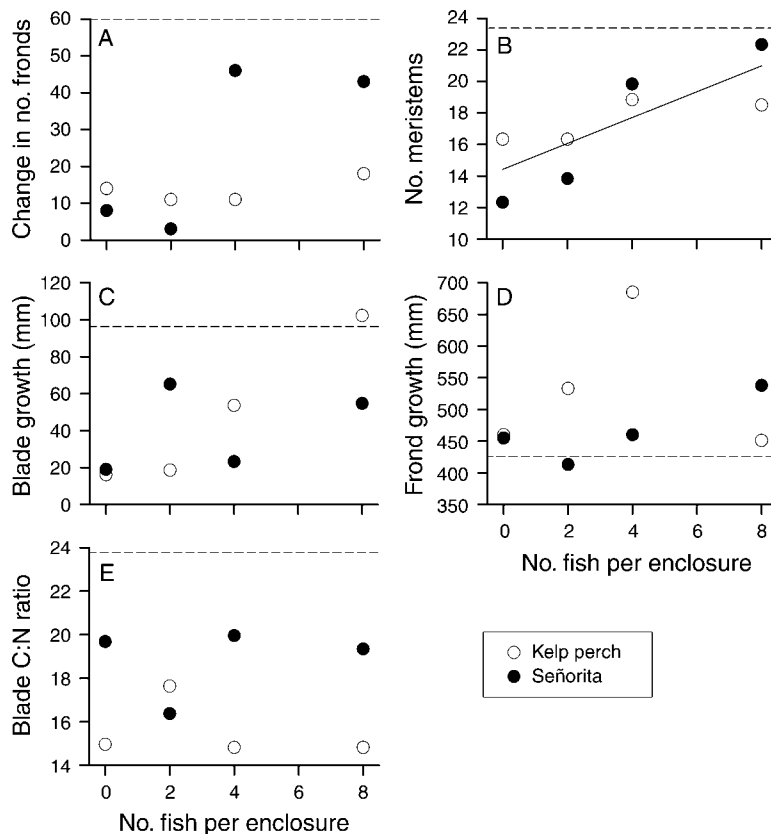 A
Change in no. fronds
60
50
40
30
20
10
0
B
No. meristems
24
22
20
18
16
14
12
10
C
Blade growth (mm)
120
100
80
60
40
20
0
D
Frond growth (mm)
700
650
600
550
500
450
400
350
0 2 4 6 8
No. fish per enclosure
E
Blade C:N ratio
24
22
20
18
16
14
0 2 4 6 8
No. fish per enclosure
Kelp perch
Señorita